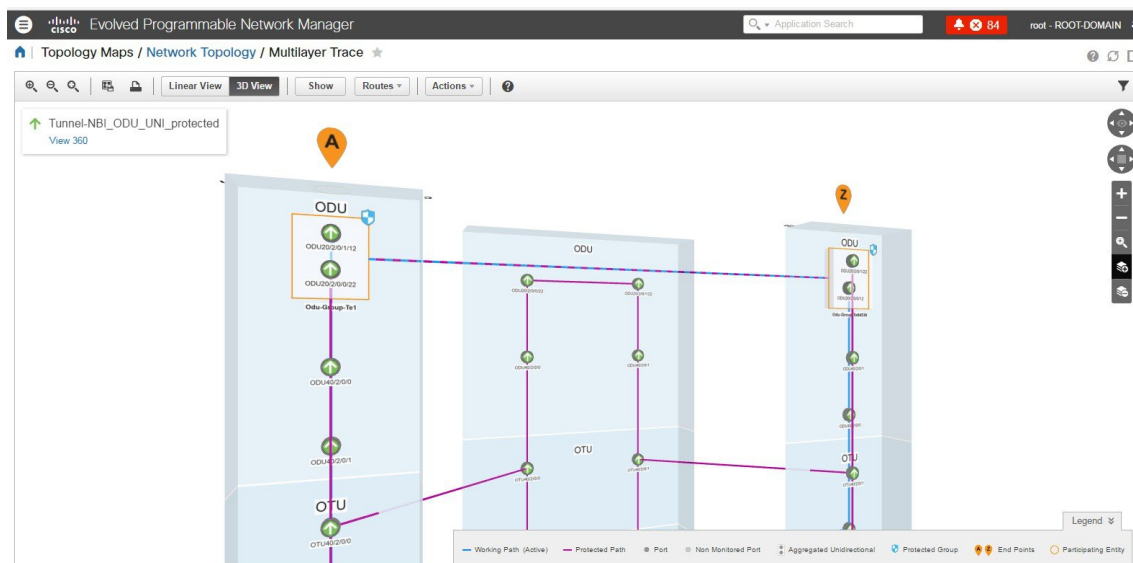 cisco Evolved Programmable Network Manager
Application Search
84
root - ROOT-DOMAIN
Topology Maps / Network Topology / Multilayer Trace
Linear View
3D View
Show
Routes
Actions
Tunnel-NBI_ODU_UNI_protected
View 360
A
Z
ODU
ODU20/2/0/1/12
ODU20/2/0/0/22
Odu-Group-Te1
ODU40/2/0/0
ODU40/2/0/1
OTU
OTU40/2/0/0
ODU
OTU
ODU
OTU
Legend
Working Path (Active)
Protected Path
Port
Non Monitored Port
Aggregated Unidirectional
Protected Group
A Z End Points
Participating Entity